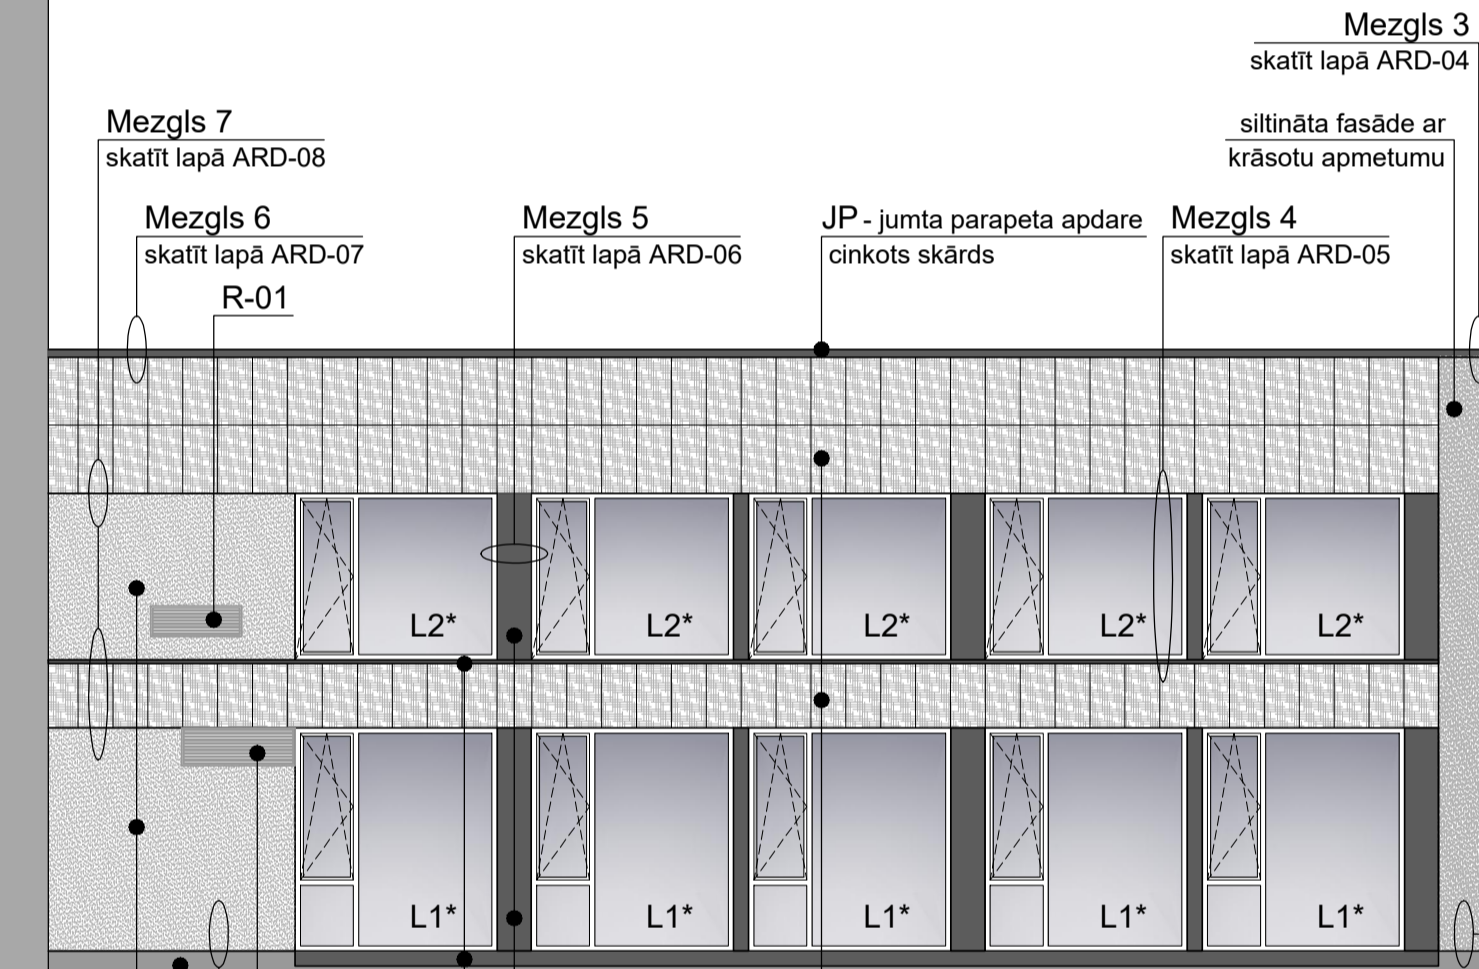 Mezgls 3
skatīt lapā ARD-04
Mezgls 7
skatīt lapā ARD-08
siltināta fasāde ar
krāsotu apmetumu
Mezgls 6
skatīt lapā ARD-07
Mezgls 5
skatīt lapā ARD-06
JP - jumta parapeta apdare
cinkots skārds
Mezgls 4
skatīt lapā ARD-05
R-01
L2*
L2*
L2*
L2*
L2*
L1*
L1*
L1*
L1*
L1*